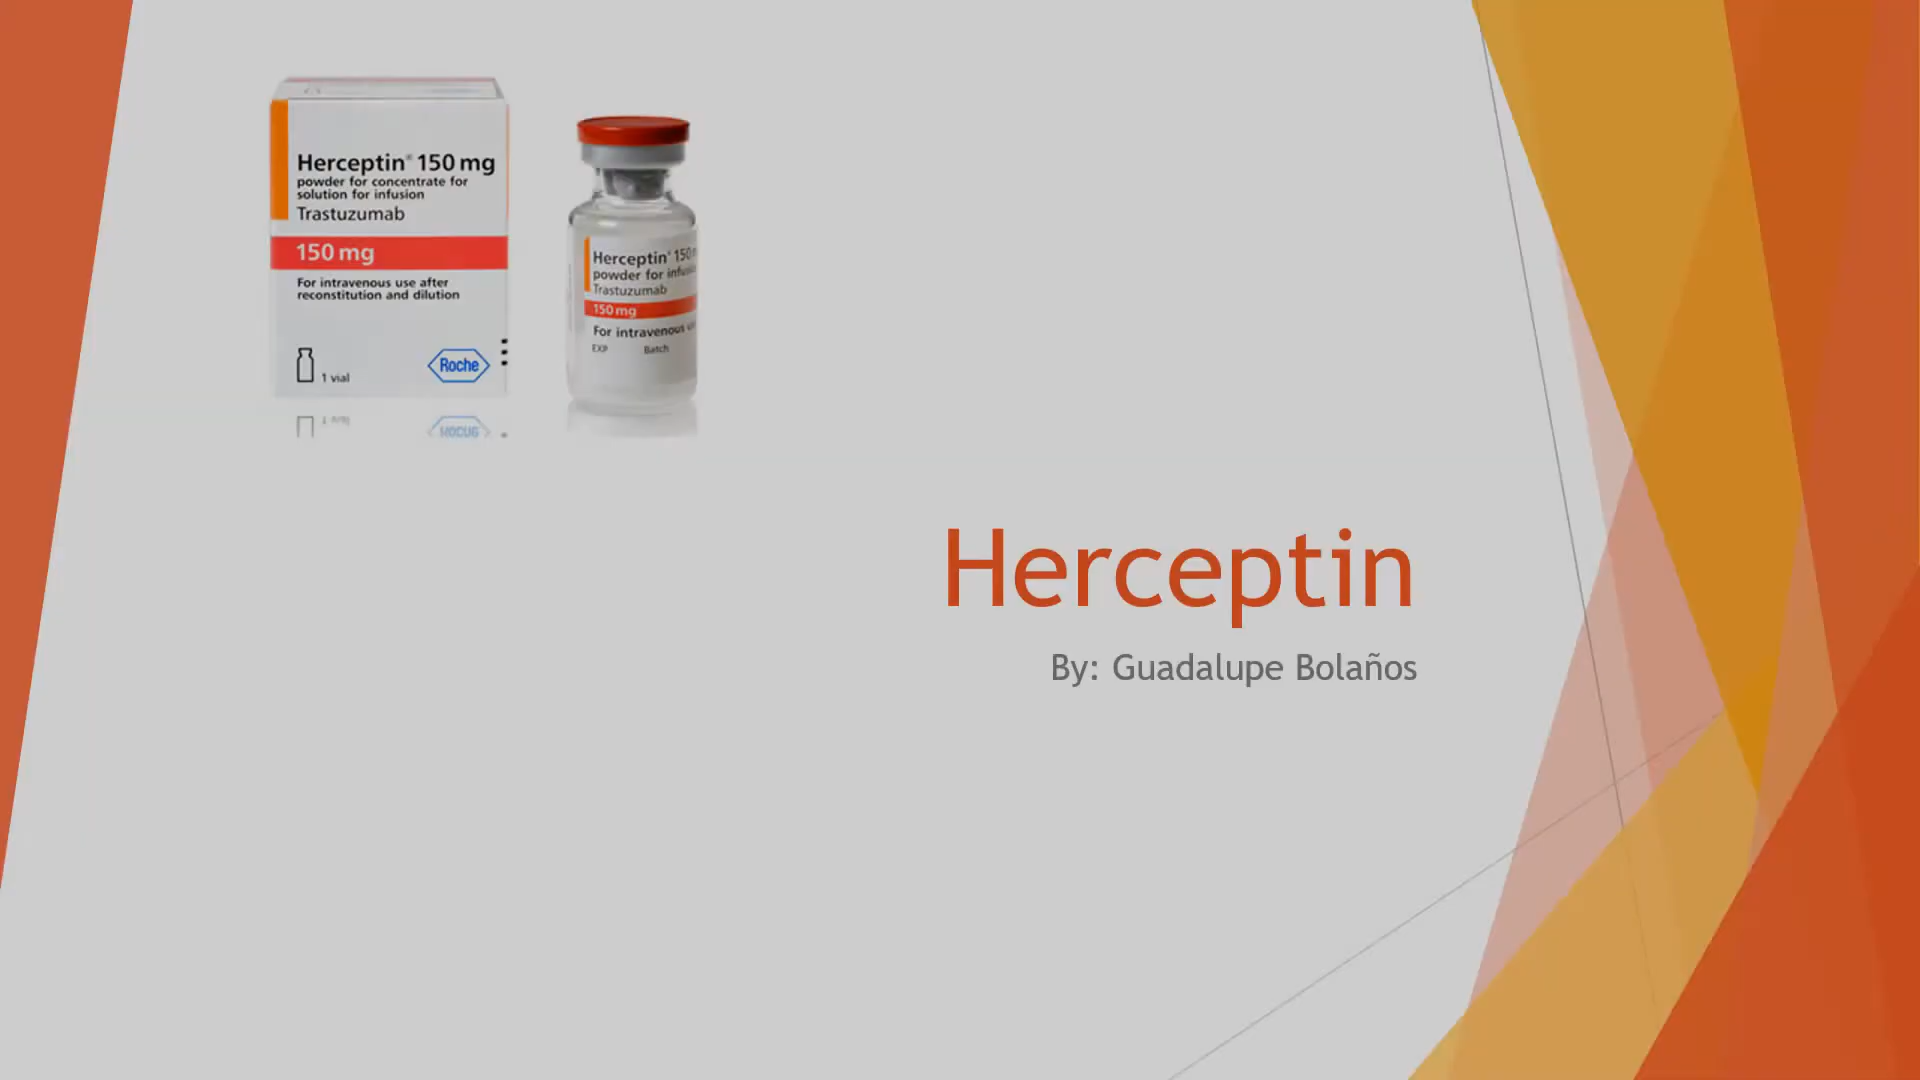 Herceptin® 150 mg
powder for concentrate for
solution for infusion
Trastuzumab
150 mg
For intravenous use after
reconstitution and dilution
1 vial
Roche
Herceptin® 150
powder for infusi
Trastuzumab
150 mg
For intravenous
EXP Batch
Herceptin
By: Guadalupe Bolaños